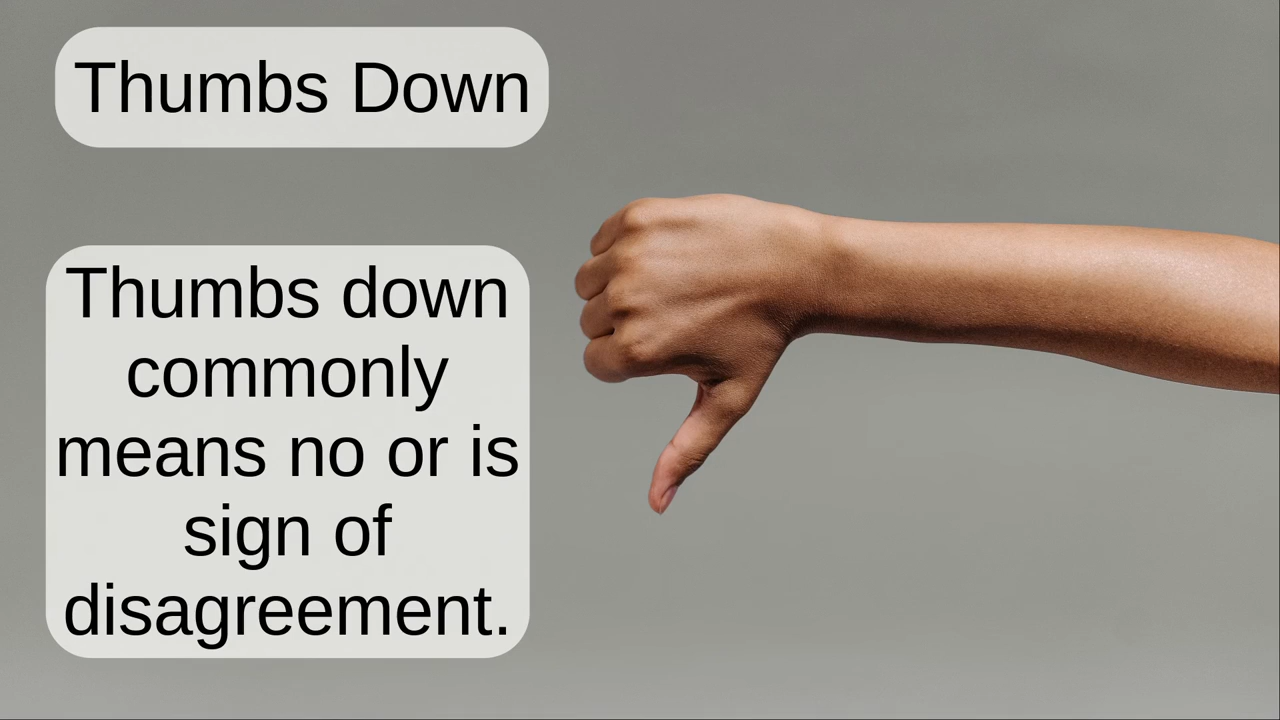 Thumbs Down
Thumbs down
commonly
means no or is
sign of
disagreement.